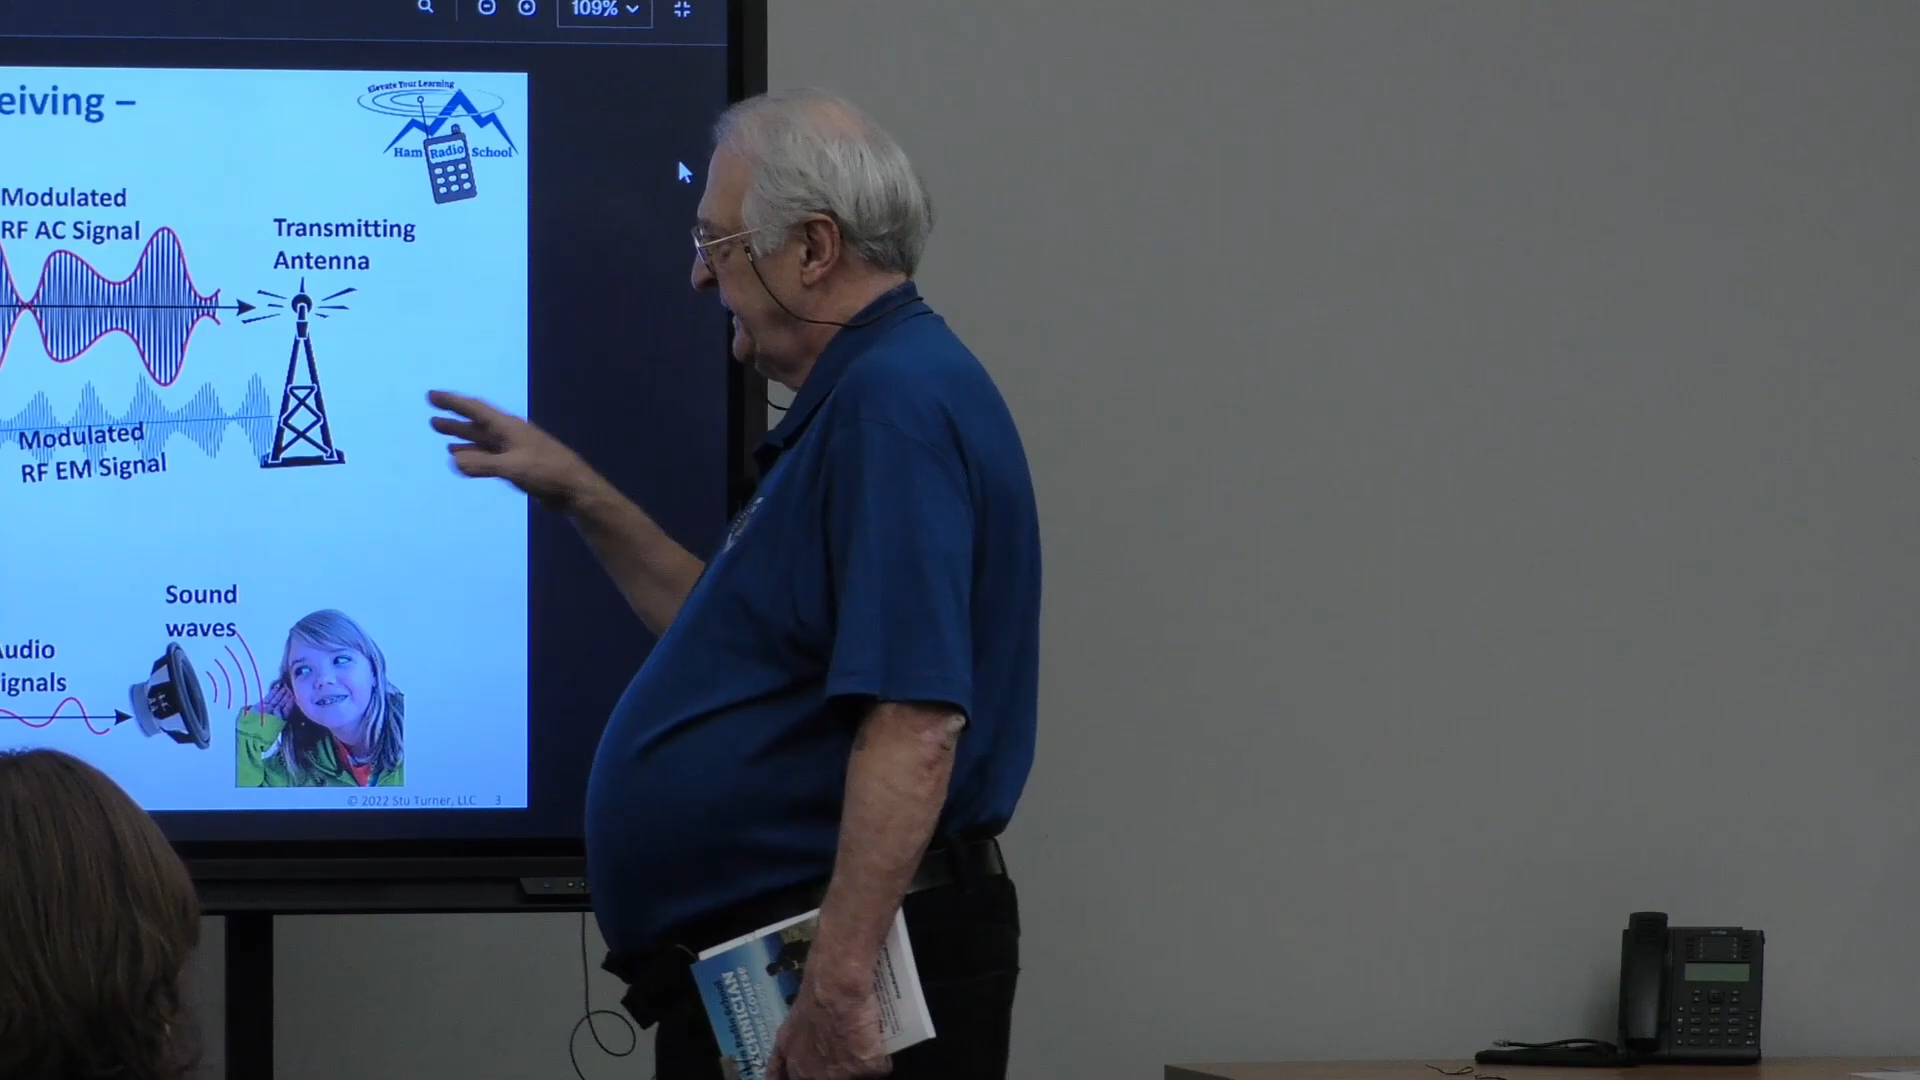 109%
eiving –
Elevate Your Learning
Ham Radio School
Modulated
RF AC Signal
Transmitting
Antenna
Modulated
RF EM Signal
Sound
waves
udio
ignals
© 2022 Stu Turner, LLC 3
TECHNICIAN